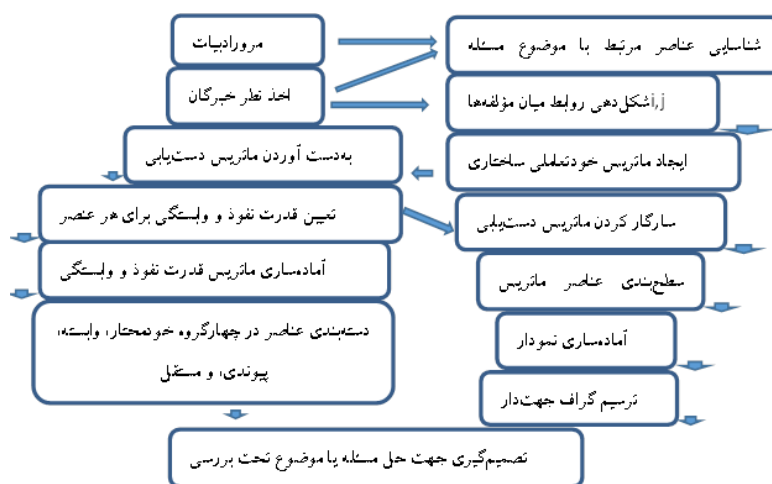 شناسایی عناصر مرتبط با موضوع مسئله
مرورادبیات
اخذ نظر خبرگان
شکل‌دهی روابط میان مؤلفه‌ها i,j
ایجاد ماتریس خودتعاملی ساختاری
به‌دست آوردن ماتریس دست‌یابی
تعیین قدرت نفوذ و وابستگی برای هر عنصر
سازگار کردن ماتریس دست‌یابی
آماده‌سازی ماتریس قدرت نفوذ و وابستگی
سطح‌بندی عناصر ماتریس
دسته‌بندی عناصر در چهارگروه خودمختار، وابسته،
پیوندی، و مستقل
آماده‌سازی نمودار
ترسیم گراف جهت‌دار
تصمیم‌گیری جهت حل مسئله یا موضوع تحت بررسی